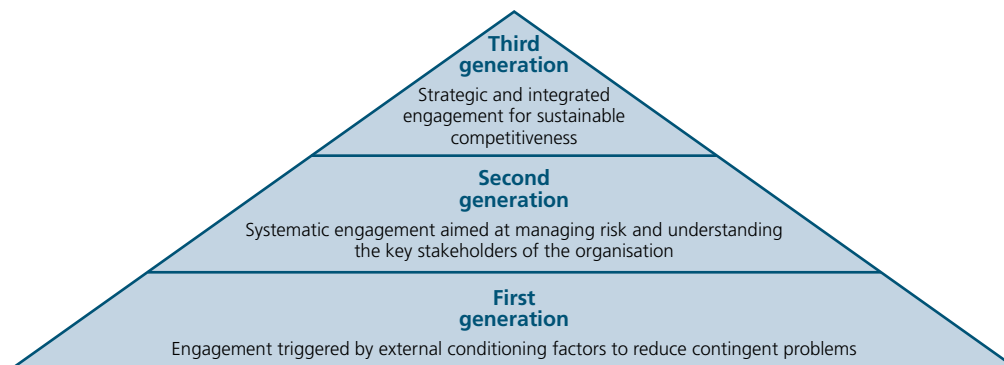 Third
generation
Strategic and integrated
engagement for sustainable
competitiveness
Second
generation
Systematic engagement aimed at managing risk and understanding
the key stakeholders of the organisation
First
generation
Engagement triggered by external conditioning factors to reduce contingent problems